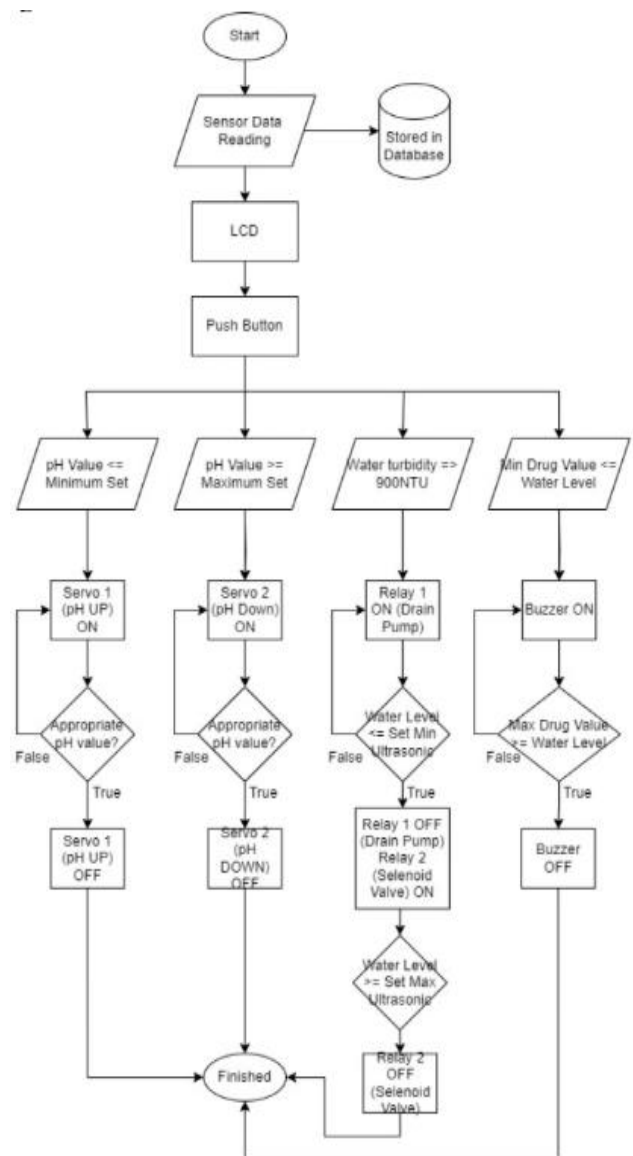 Start
Sensor Data
Reading
Stored in
Database
LCD
Push Button
pH Value <=
Minimum Set
pH Value >=
Maximum Set
Water turbidity =>
900NTU
Min Drug Value <=
Water Level
Servo 1
(pH UP)
ON
Servo 2
(pH Down)
ON
Relay 1
ON (Drain
Pump)
Buzzer ON
Appropriate
pH value?
False
True
Appropriate
pH value?
False
True
Water Level
<= Set Min
Ultrasonic
False
True
Max Drug Value
>= Water Level
False
True
Servo 1
(pH UP)
OFF
Servo 2
(pH
DOWN)
OFF
Relay 1 OFF
(Drain Pump)
Relay 2
(Selenoid
Valve) ON
Buzzer
OFF
Water Level
>= Set Max
Ultrasonic
Finished
Relay 2
OFF
(Selenoid
Valve)